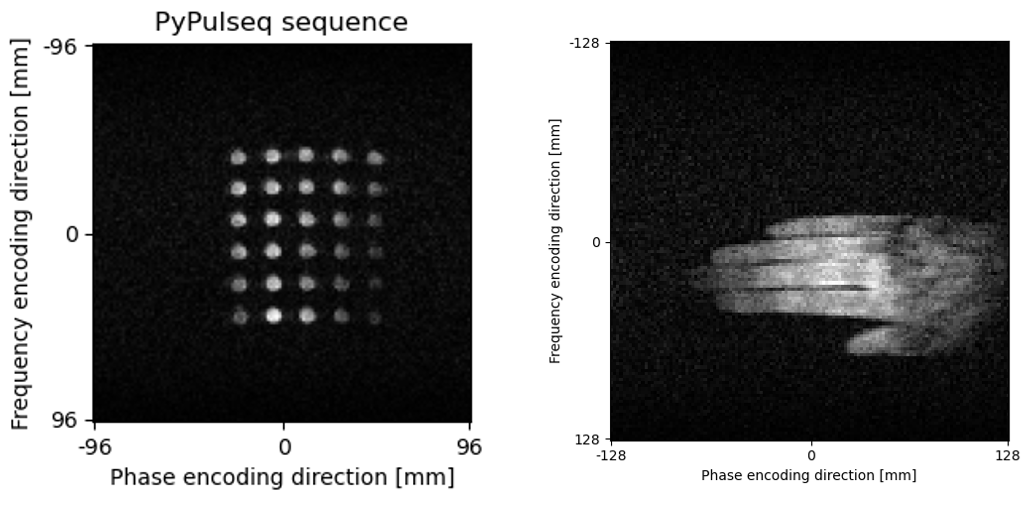 PyPulseq sequence
Frequency encoding direction [mm]
-96
0
96
-96
0
96
Phase encoding direction [mm]
Frequency encoding direction [mm]
-128
0
128
-128
0
128
Phase encoding direction [mm]